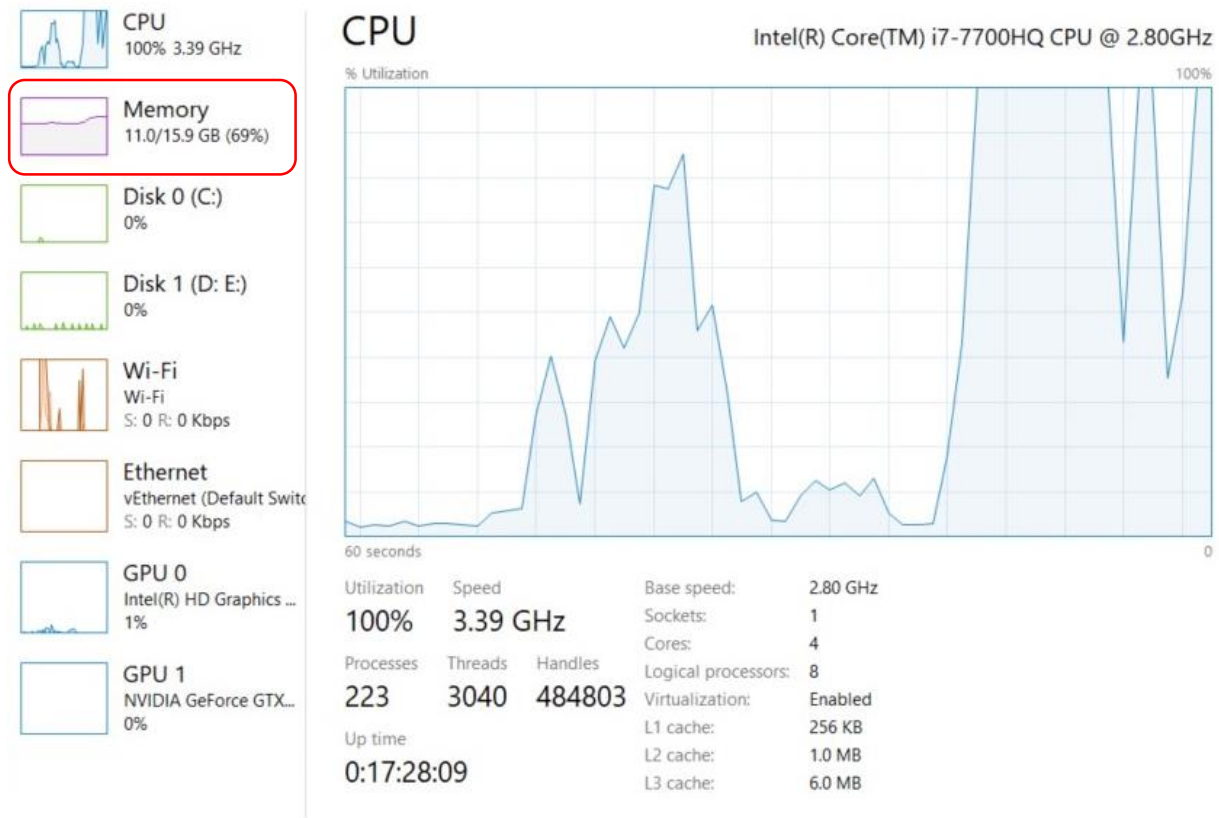 CPU
100% 3.39 GHz
Memory
11.0/15.9 GB (69%)
Disk 0 (C:)
0%
Disk 1 (D: E:)
0%
Wi-Fi
Wi-Fi
S: 0 R: 0 Kbps
Ethernet
vEthernet (Default Switc
S: 0 R: 0 Kbps
GPU 0
Intel(R) HD Graphics ...
1%
GPU 1
NVIDIA GeForce GTX...
0%
CPU
Intel(R) Core(TM) i7-7700HQ CPU @ 2.80GHz
% Utilization 100%
60 seconds 0
Utilization Speed
100% 3.39 GHz
Processes Threads Handles
223 3040 484803
Up time
0:17:28:09
Base speed: 2.80 GHz
Sockets: 1
Cores: 4
Logical processors: 8
Virtualization: Enabled
L1 cache: 256 KB
L2 cache: 1.0 MB
L3 cache: 6.0 MB